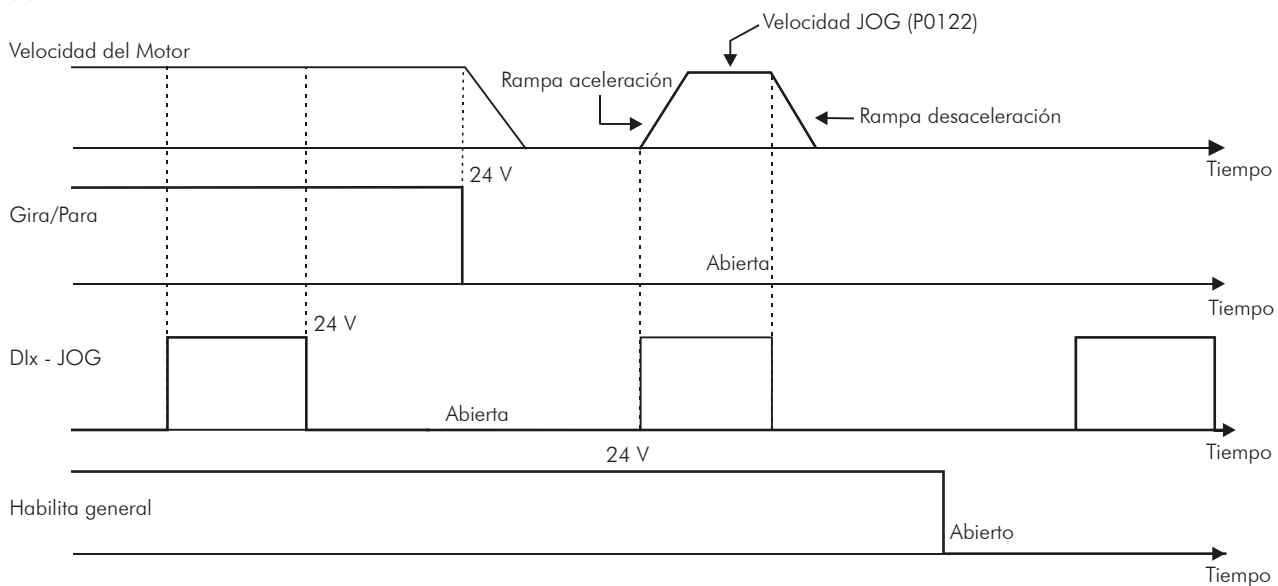 Velocidad JOG (P0122)
Velocidad del Motor
Rampa aceleración
Rampa desaceleración
Tiempo
24 V
Gira/Para
Abierta
Tiempo
24 V
DIx - JOG
Abierta
Tiempo
24 V
Habilita general
Abierto
Tiempo